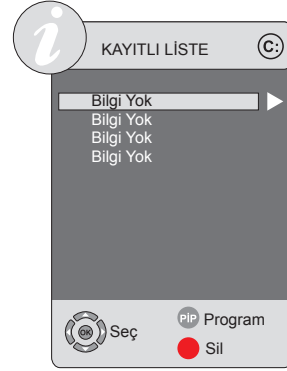 i
KAYITLI LİSTE
C:
Bilgi Yok
Bilgi Yok
Bilgi Yok
Bilgi Yok
OK
Seç
PİP
Program
Sil